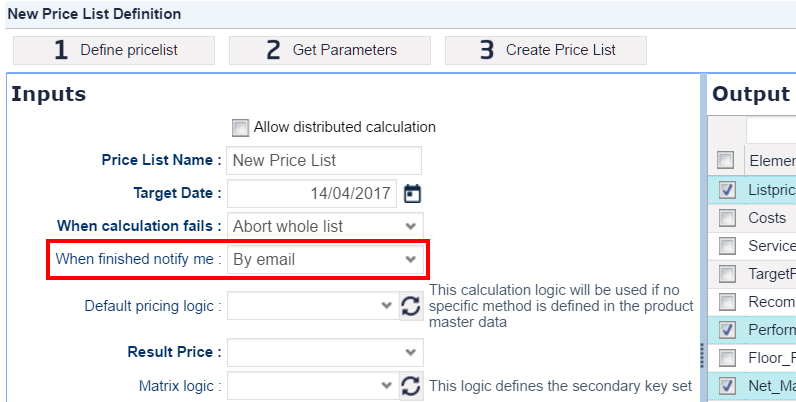 New Price List Definition
1 Define pricelist
2 Get Parameters
3 Create Price List
Inputs
Allow distributed calculation
Price List Name : New Price List
Target Date : 14/04/2017
When calculation fails : Abort whole list
When finished notify me : By email
Default pricing logic :
This calculation logic will be used if no
specific method is defined in the product
master data
Result Price :
Matrix logic : This logic defines the secondary key set
Output
Elemen
Listpric
Costs
Service
TargetP
Recom
Perform
Floor_P
Net_Ma